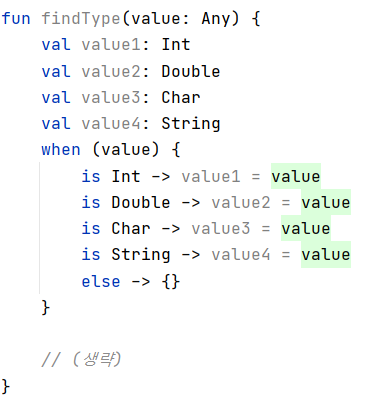 fun findType(value: Any) {
    val value1: Int
    val value2: Double
    val value3: Char
    val value4: String
    when (value) {
        is Int -> value1 = value
        is Double -> value2 = value
        is Char -> value3 = value
        is String -> value4 = value
        else -> {}
    }

    // (생략)
}